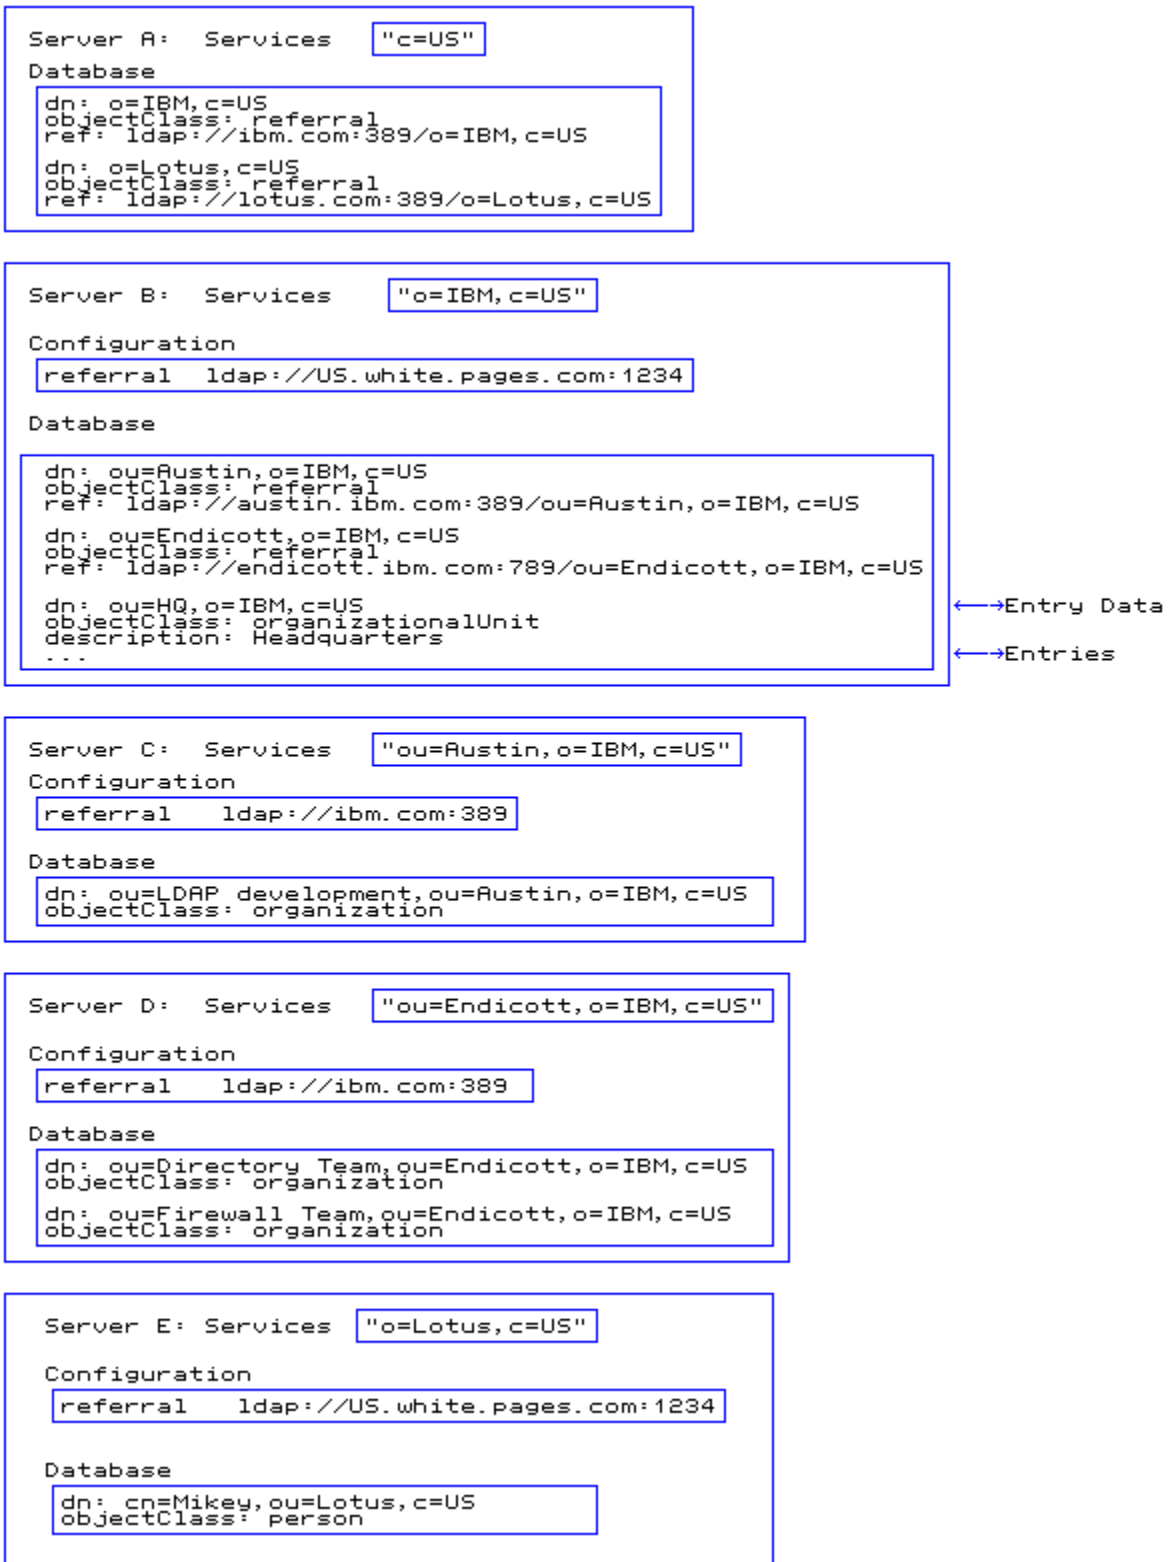 Server A: Services "c=US"
Database
dn: o=IBM,c=US
objectClass: referral
ref: ldap://ibm.com:389/o=IBM,c=US
dn: o=Lotus,c=US
objectClass: referral
ref: ldap://lotus.com:389/o=Lotus,c=US
Server B: Services "o=IBM,c=US"
Configuration
referral ldap://US.white.pages.com:1234
Database
dn: ou=Austin,o=IBM,c=US
objectClass: referral
ref: ldap://austin.ibm.com:389/ou=Austin,o=IBM,c=US
dn: ou=Endicott,o=IBM,c=US
objectClass: referral
ref: ldap://endicott.ibm.com:789/ou=Endicott,o=IBM,c=US
dn: ou=HQ,o=IBM,c=US ←→Entry Data
objectClass: organizationalUnit
description: Headquarters
... ←→Entries
Server C: Services "ou=Austin,o=IBM,c=US"
Configuration
referral ldap://ibm.com:389
Database
dn: ou=LDAP development,ou=Austin,o=IBM,c=US
objectClass: organization
Server D: Services "ou=Endicott,o=IBM,c=US"
Configuration
referral ldap://ibm.com:389
Database
dn: ou=Directory Team,ou=Endicott,o=IBM,c=US
objectClass: organization
dn: ou=Firewall Team,ou=Endicott,o=IBM,c=US
objectClass: organization
Server E: Services "o=Lotus,c=US"
Configuration
referral ldap://US.white.pages.com:1234
Database
dn: cn=Mikey,ou=Lotus,c=US
objectClass: person